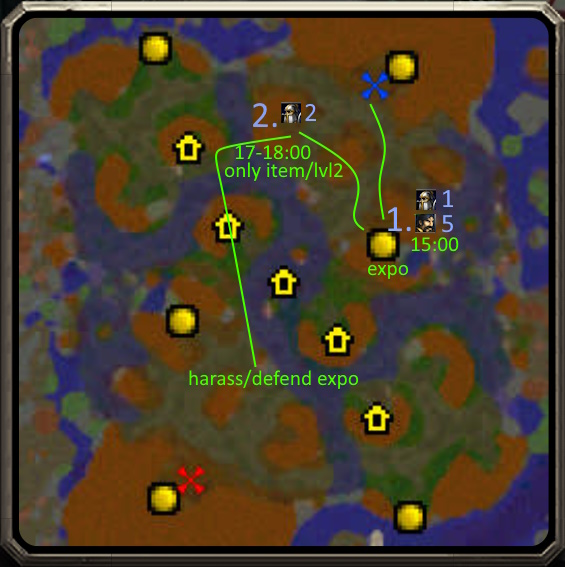 2. 2
17-18:00
only item/lvl2
1
1. 5
15:00
expo
harass/defend expo